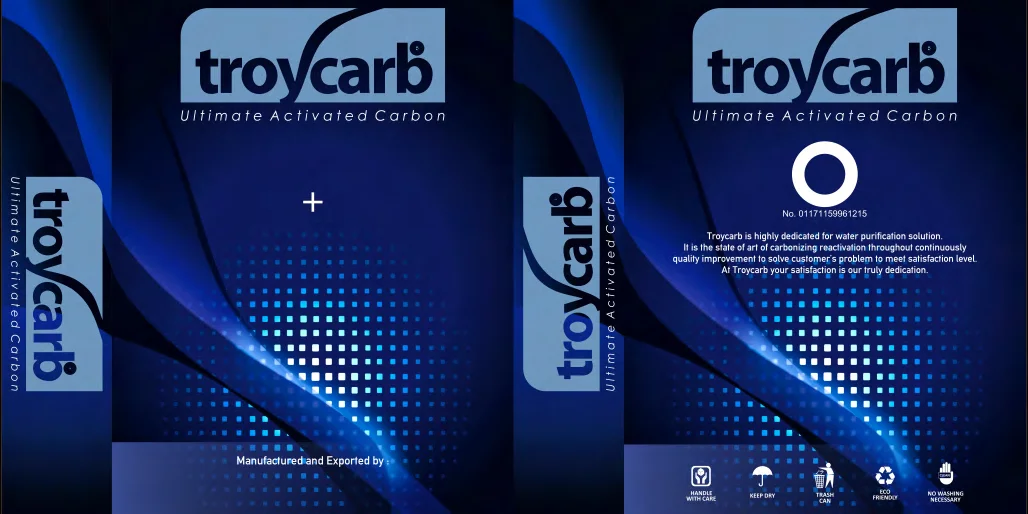 troycarb
Ultimate Activated Carbon
troycarb
Ultimate Activated Carbon
Manufactured and Exported by :
troycarb
Ultimate Activated Carbon
troycarb
Ultimate Activated Carbon
No. 01171159961215
Troycarb is highly dedicated for water purification solution.
It is the state of art of carbonizing reactivation throughout continuously
quality improvement to solve customer's problem to meet satisfaction level.
At Troycarb your satisfaction is our truly dedication.
HANDLE
WITH CARE
KEEP DRY
TRASH
CAN
ECO
FRIENDLY
CLEAN
NO WASHING
NECESSARY